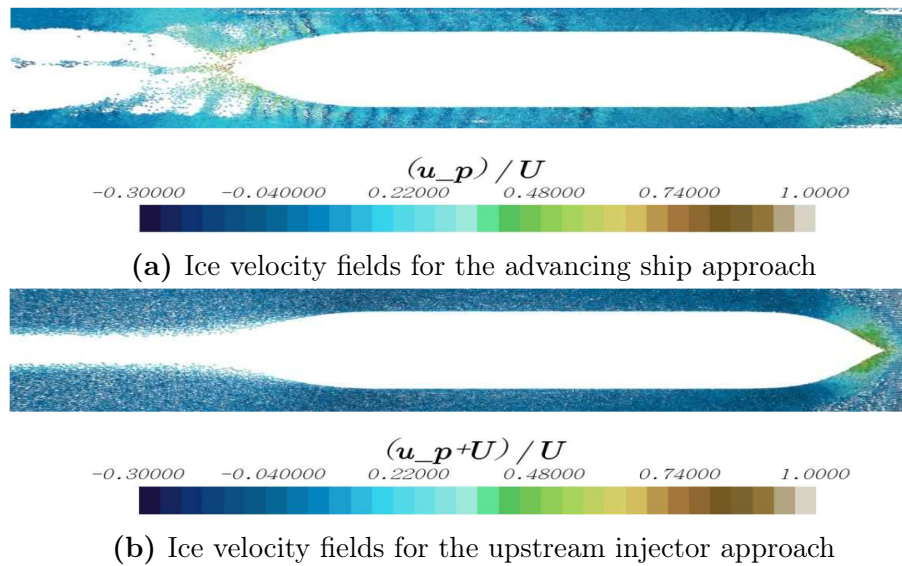 (u_p) / U
-0.30000 -0.040000 0.22000 0.48000 0.74000 1.0000
(a) Ice velocity fields for the advancing ship approach
(u_p+U) / U
-0.30000 -0.040000 0.22000 0.48000 0.74000 1.0000
(b) Ice velocity fields for the upstream injector approach